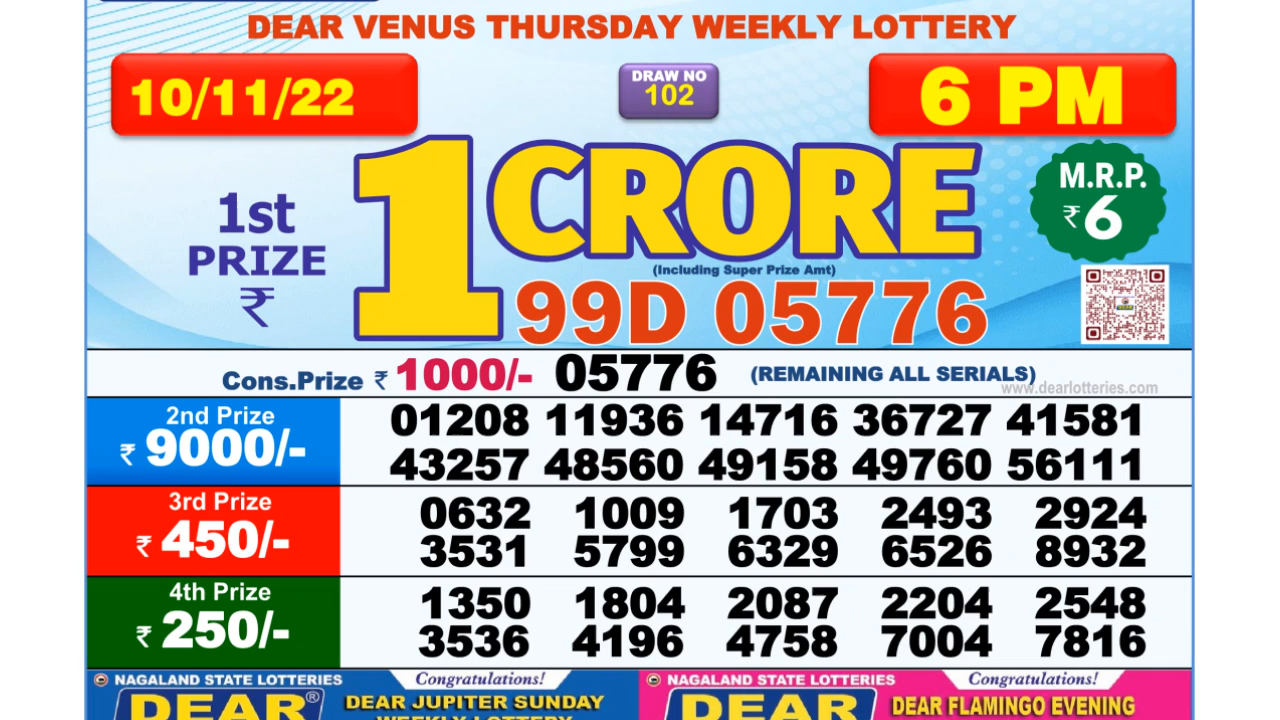 DEAR VENUS THURSDAY WEEKLY LOTTERY
10/11/22
DRAW NO
102
6 PM
1st
PRIZE
₹
1 CRORE
(Including Super Prize Amt)
99D 05776
M.R.P.
₹6
DEAR
Cons.Prize ₹ 1000/- 05776 (REMAINING ALL SERIALS)
www.dearlotteries.com
2nd Prize
₹ 9000/-
01208 11936 14716 36727 41581
43257 48560 49158 49760 56111
3rd Prize
₹ 450/-
0632 1009 1703 2493 2924
3531 5799 6329 6526 8932
4th Prize
₹ 250/-
1350 1804 2087 2204 2548
3536 4196 4758 7004 7816
NAGALAND STATE LOTTERIES
Congratulations!
DEAR®
DEAR JUPITER SUNDAY
WEEKLY LOTTERY
NAGALAND STATE LOTTERIES
Congratulations!
DEAR
DEAR FLAMINGO EVENING